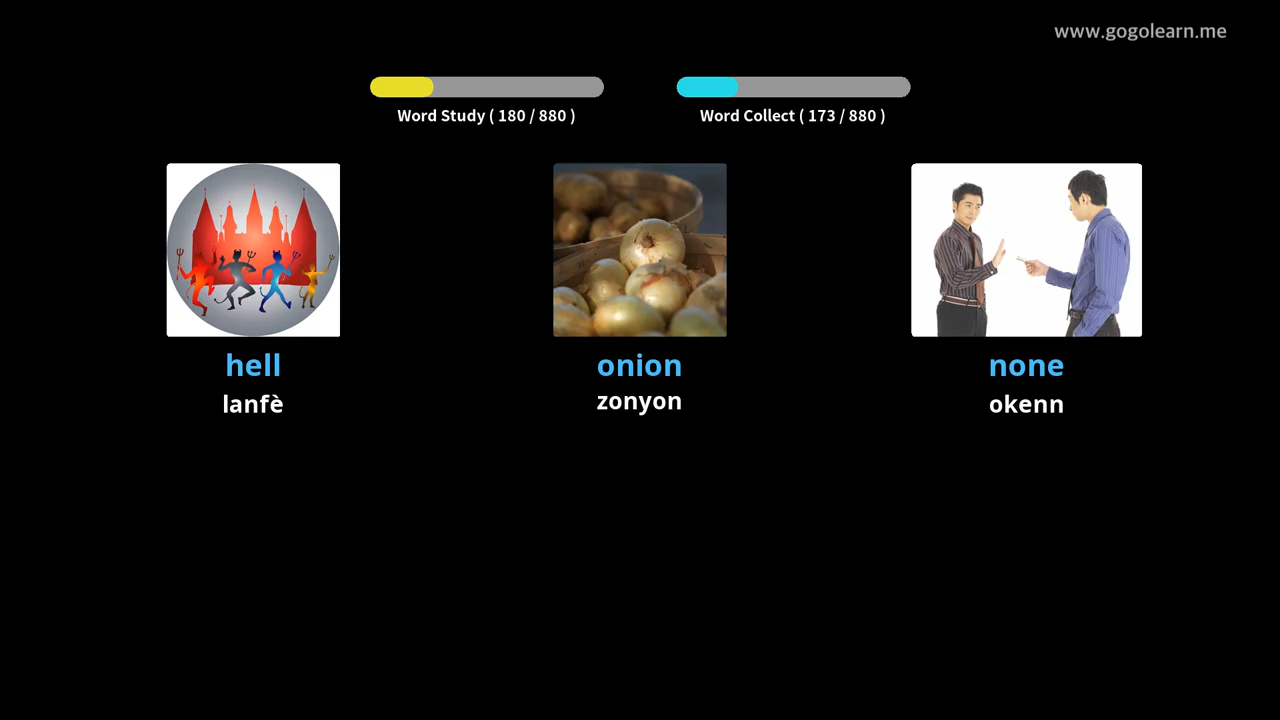 www.gogolearn.me
Word Study ( 180 / 880 )
Word Collect ( 173 / 880 )
hell
lanfè
onion
zonyon
none
okenn